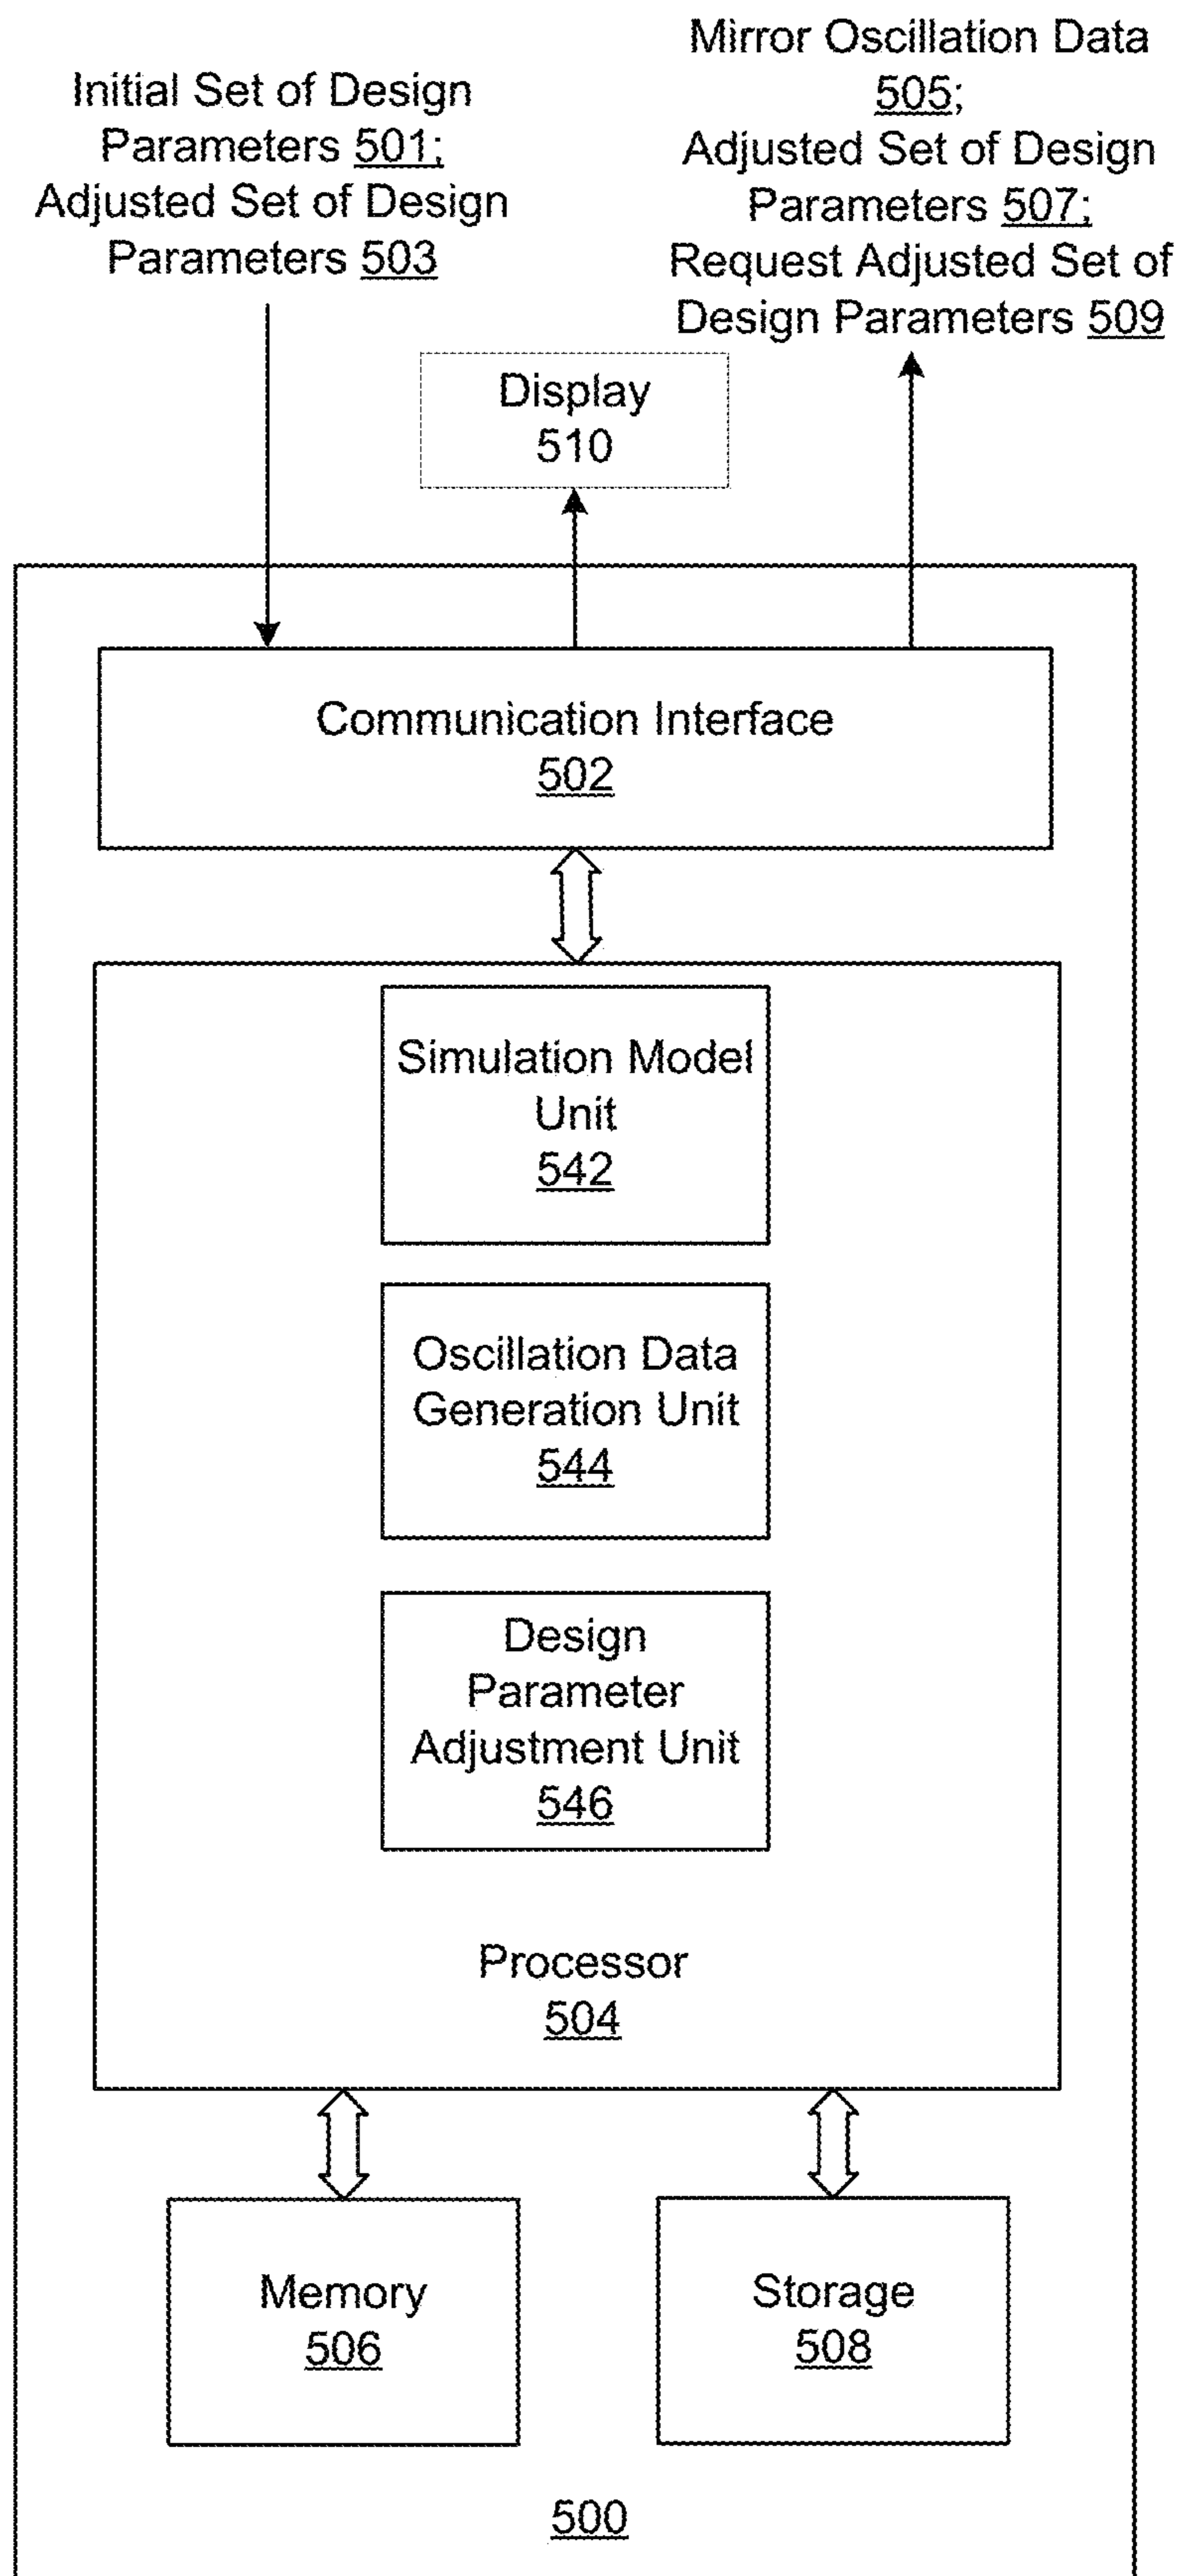 Initial Set of Design
Parameters 501;
Adjusted Set of Design
Parameters 503
Mirror Oscillation Data
505;
Adjusted Set of Design
Parameters 507;
Request Adjusted Set of
Design Parameters 509
Display
510
Communication Interface
502
Simulation Model
Unit
542
Oscillation Data
Generation Unit
544
Design
Parameter
Adjustment Unit
546
Processor
504
Memory
506
Storage
508
500